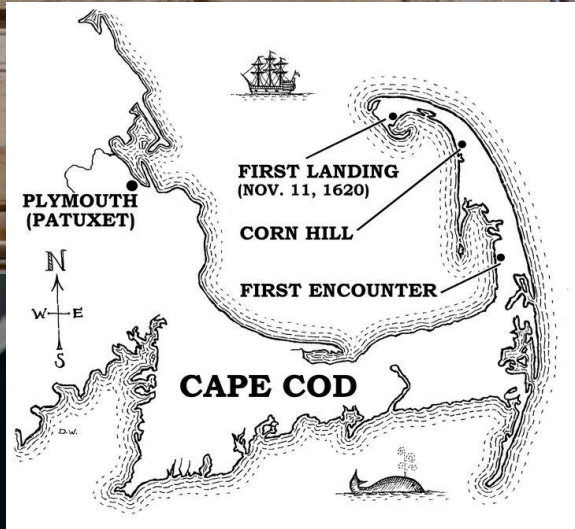 FIRST LANDING
(NOV. 11, 1620)
PLYMOUTH
(PATUXET)
CORN HILL
FIRST ENCOUNTER
N
W E
S
CAPE COD
D.W.